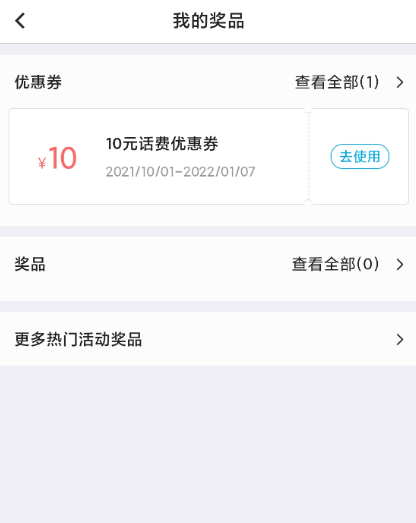 我的奖品
优惠券 查看全部(1)
¥10 10元话费优惠券
2021/10/01-2022/01/07
去使用
奖品 查看全部(0)
更多热门活动奖品